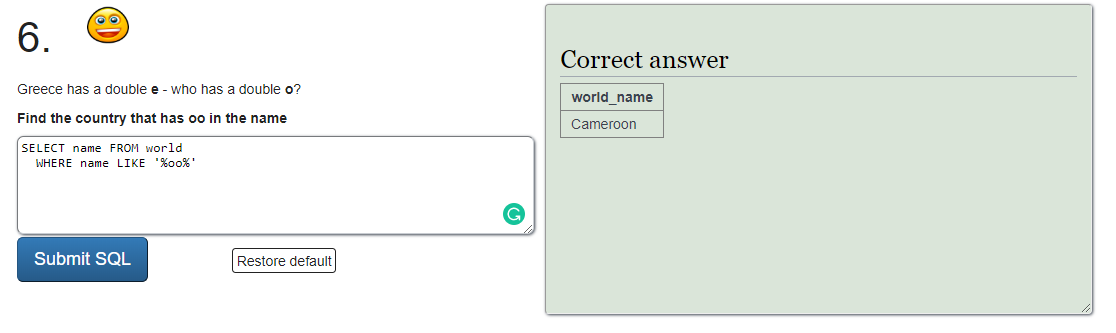 6.
Greece has a double e - who has a double o?
Find the country that has oo in the name
SELECT name FROM world
WHERE name LIKE '%oo%'
Submit SQL
Restore default
Correct answer
world_name
Cameroon